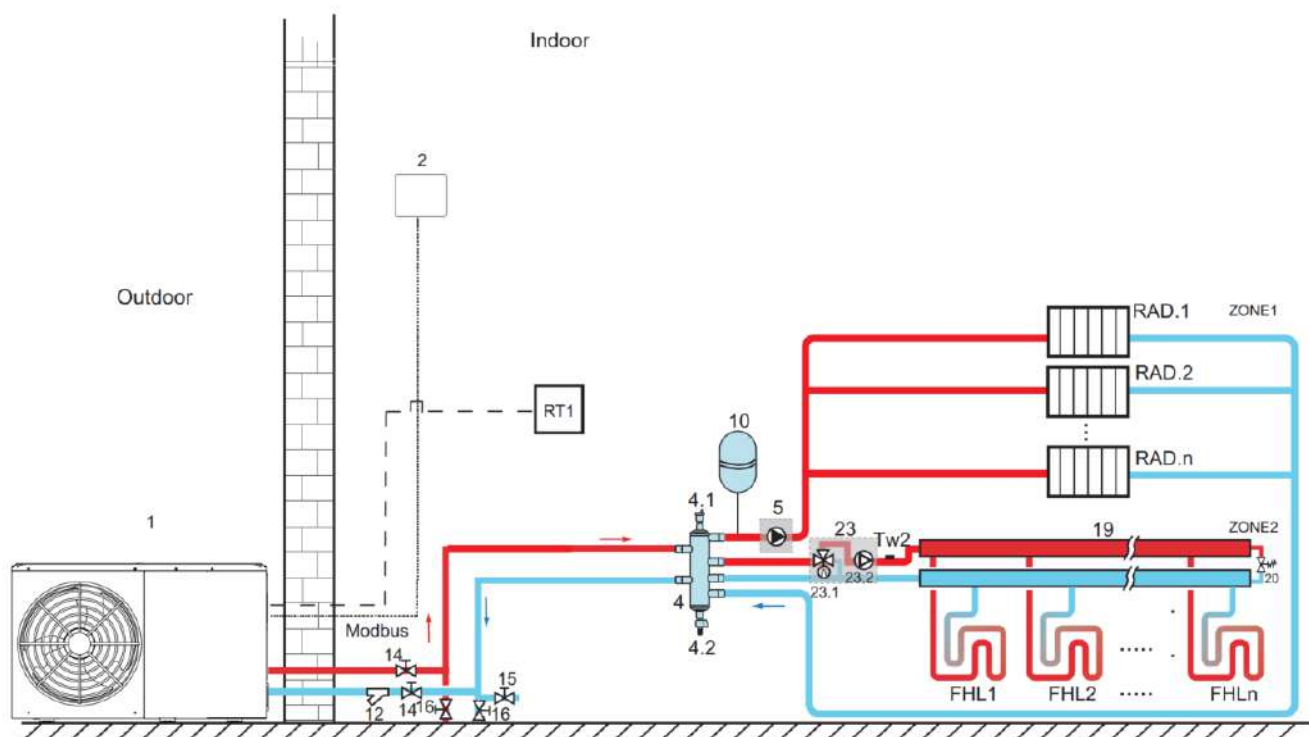 Indoor
2
Outdoor
RAD.1
ZONE1
RAD.2
RT1
10
RAD.n
4.1
5
1
23
Tw2
19
ZONE2
23.2
20
23.1
4
Modbus
4.2
14
15
12
14
16
16
FHL1
FHL2
FHLn